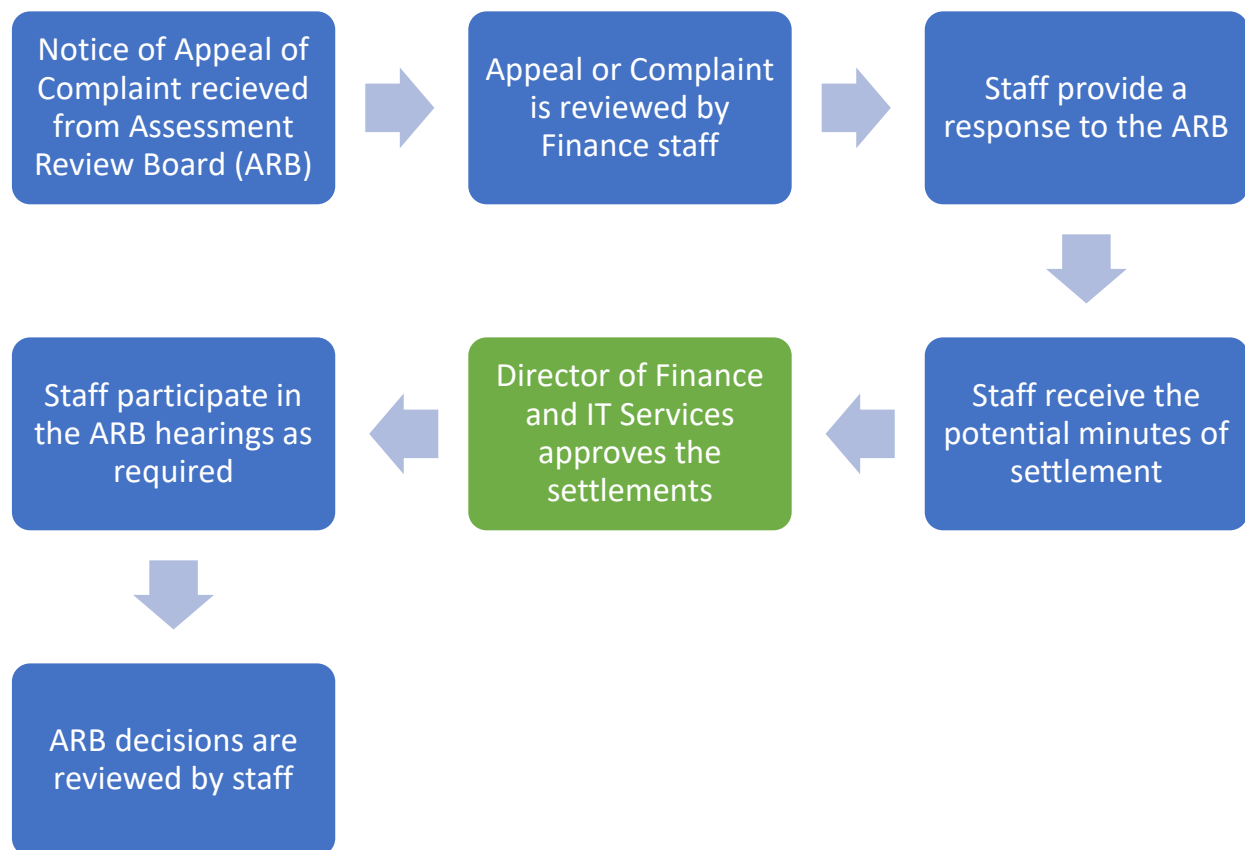 Notice of Appeal of
Complaint recieved
from Assessment
Review Board (ARB)
Appeal or Complaint
is reviewed by
Finance staff
Staff provide a
response to the ARB
Staff receive the
potential minutes of
settlement
Director of Finance
and IT Services
approves the
settlements
Staff participate in
the ARB hearings as
required
ARB decisions are
reviewed by staff